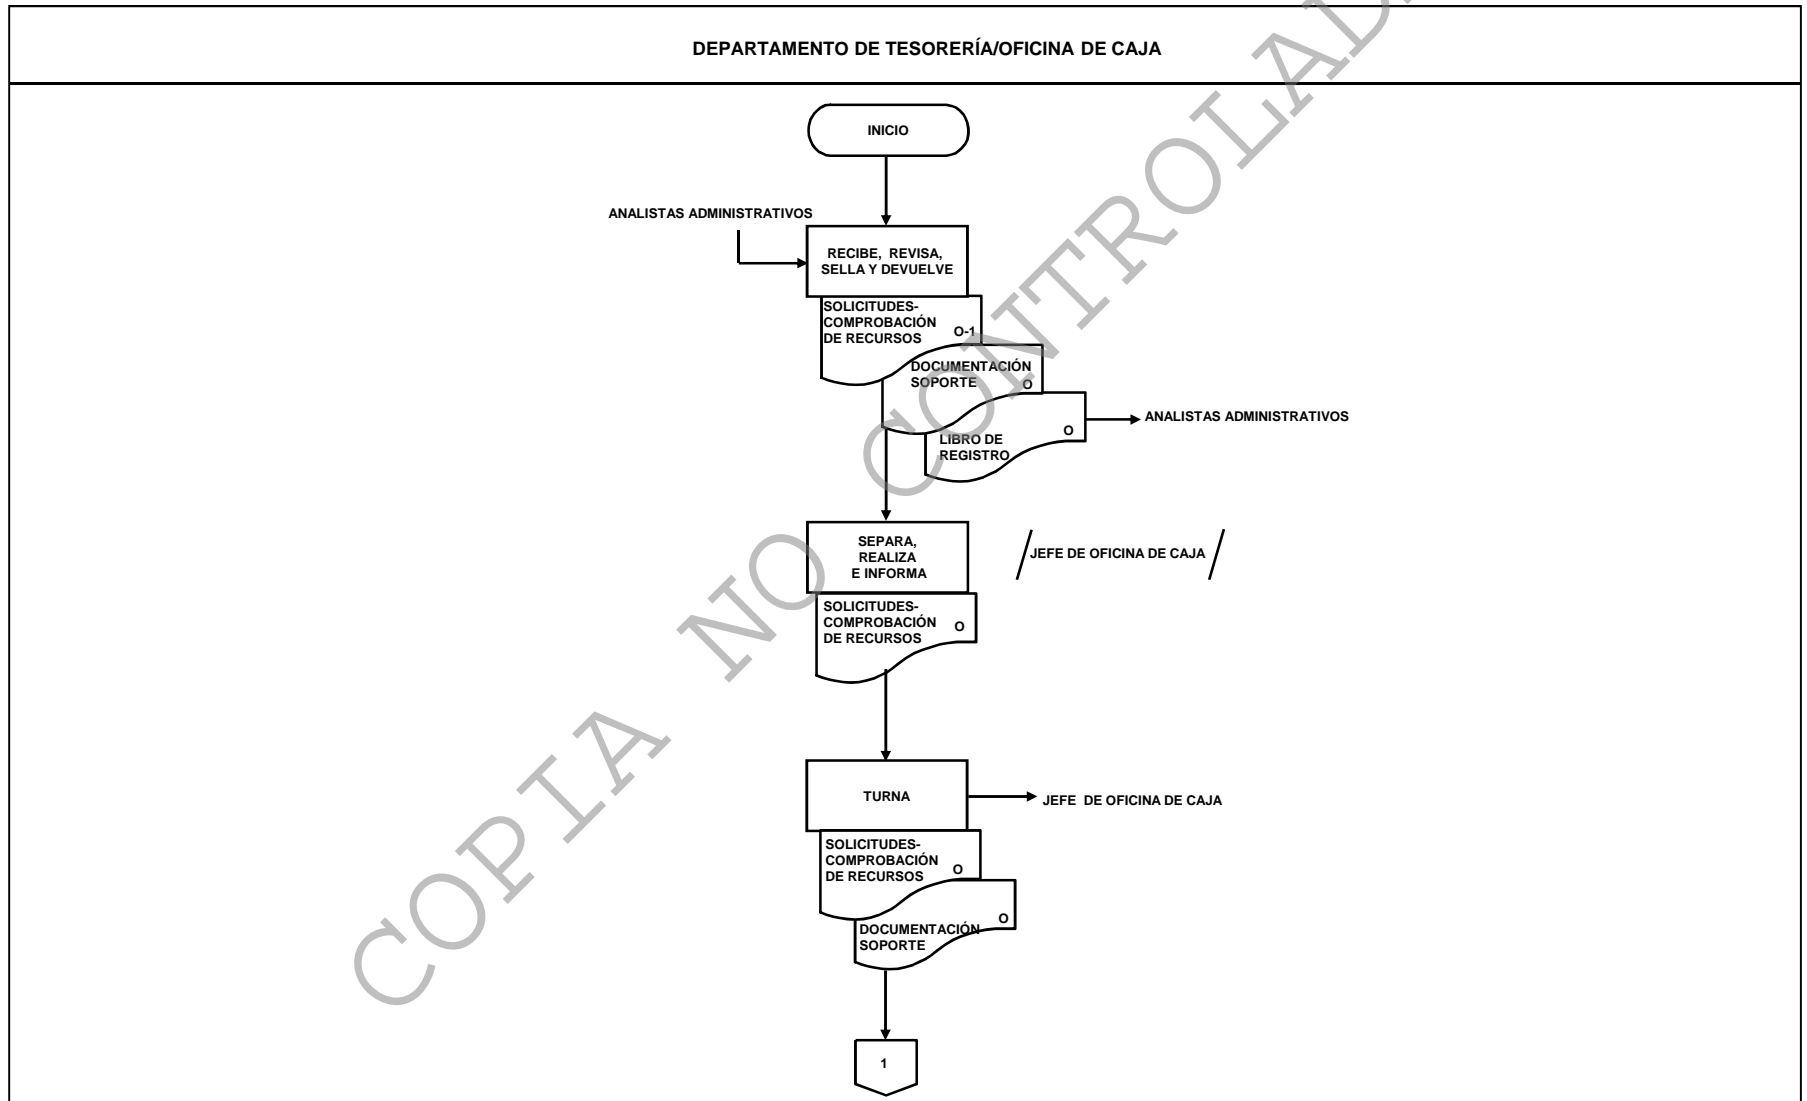 DEPARTAMENTO DE TESORERÍA/OFICINA DE CAJA
INICIO
ANALISTAS ADMINISTRATIVOS
RECIBE, REVISA,
SELLA Y DEVUELVE
SOLICITUDES-
COMPROBACIÓN
DE RECURSOS
O-1
DOCUMENTACIÓN
SOPORTE
O
LIBRO DE
REGISTRO
O
ANALISTAS ADMINISTRATIVOS
SEPARA,
REALIZA
E INFORMA
/JEFE DE OFICINA DE CAJA /
SOLICITUDES-
COMPROBACIÓN
DE RECURSOS
O
TURNA
JEFE DE OFICINA DE CAJA
SOLICITUDES-
COMPROBACIÓN
DE RECURSOS
O
DOCUMENTACIÓN
SOPORTE
O
1
COPIA NO CONTROLAD